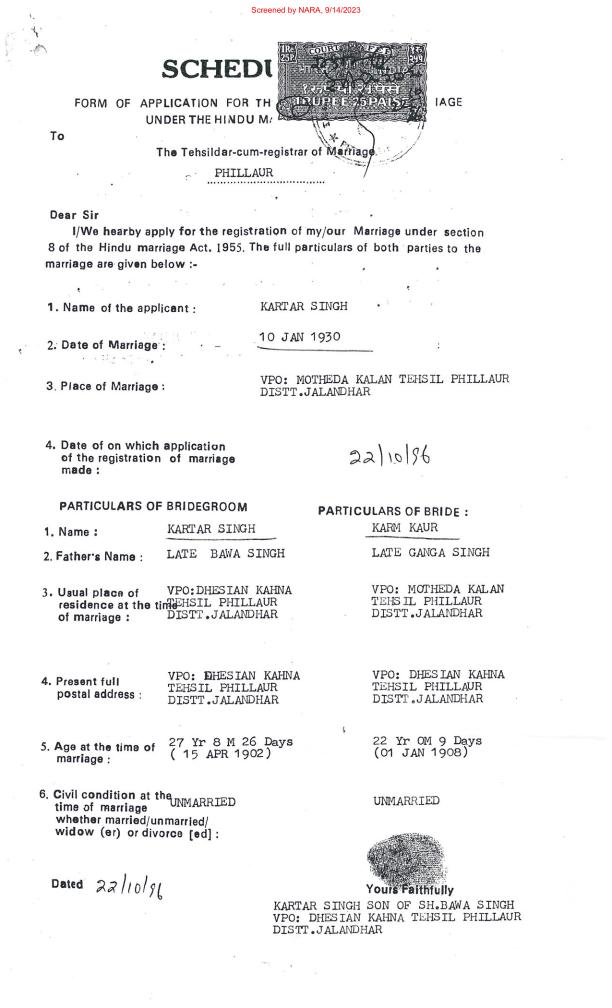 Screened by NARA, 9/14/2023
1Re
25P.
COURT FEE
1 RUPEE 25 PAISE
SCHEDU
FORM OF APPLICATION FOR TH IAGE
UNDER THE HINDU MA
To
The Tehsildar-cum-registrar of Marriage.
PHILLAUR
Dear Sir
I/We hearby apply for the registration of my/our Marriage under section
8 of the Hindu marriage Act. 1955. The full particulars of both parties to the
marriage are given below :-
1. Name of the applicant : KARTAR SINGH
2. Date of Marriage : 10 JAN 1930
3. Place of Marriage : VPO: MOTHEDA KALAN TEHSIL PHILLAUR
DISTT.JALANDHAR
4. Date of on which application
of the registration of marriage 22/10/96
made :
PARTICULARS OF BRIDEGROOM PARTICULARS OF BRIDE :
1. Name : KARTAR SINGH KARM KAUR
2. Father's Name : LATE BAWA SINGH LATE GANGA SINGH
3. Usual place of VPO:DHESIAN KAHNA VPO: MOTHEDA KALAN
residence at the time TEHSIL PHILLAUR TEHSIL PHILLAUR
of marriage : DISTT.JALANDHAR DISTT.JALANDHAR
4. Present full VPO: DHESIAN KAHNA VPO: DHESIAN KAHNA
postal address : TEHSIL PHILLAUR TEHSIL PHILLAUR
DISTT.JALANDHAR DISTT.JALANDHAR
5. Age at the time of 27 Yr 8 M 26 Days 22 Yr OM 9 Days
marriage : ( 15 APR 1902) (01 JAN 1908)
6. Civil condition at the UNMARRIED UNMARRIED
time of marriage
whether married/unmarried/
widow (er) or divorce [ed] :
Dated 22/10/96
Yours Faithfully
KARTAR SINGH SON OF SH.BAWA SINGH
VPO: DHESIAN KAHNA TEHSIL PHILLAUR
DISTT.JALANDHAR